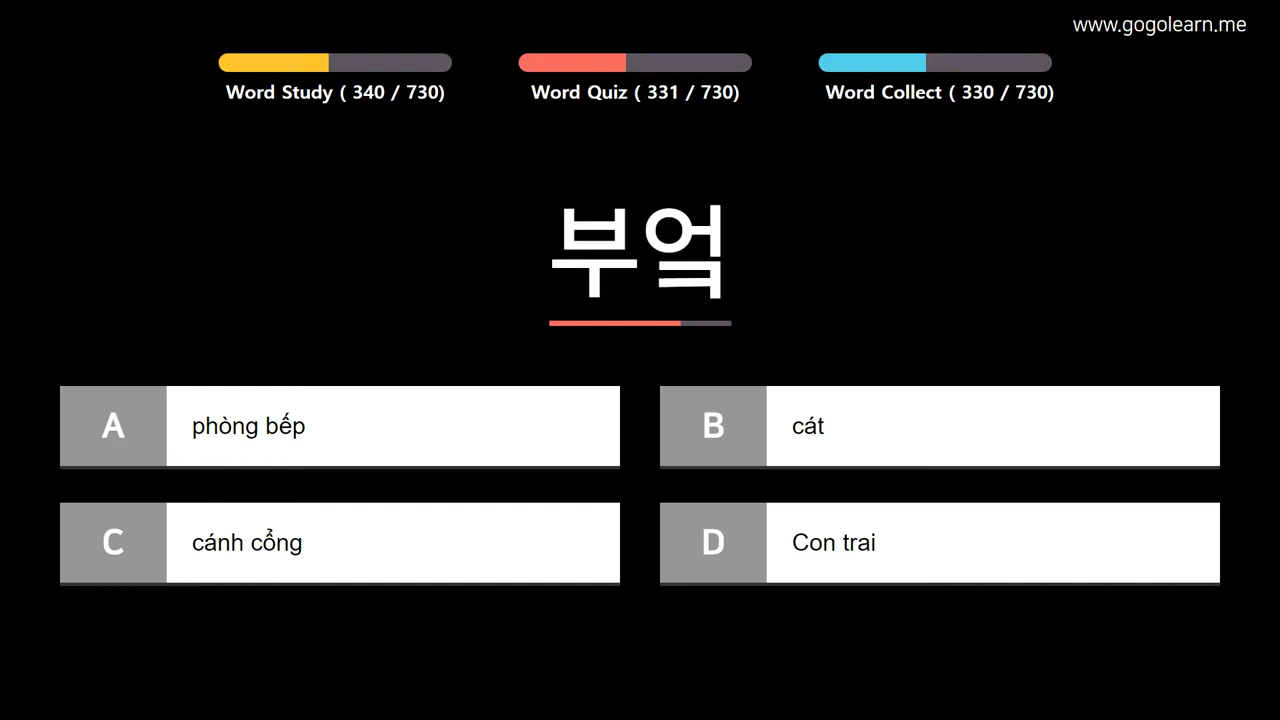 www.gogolearn.me
Word Study ( 340 / 730)
Word Quiz ( 331 / 730)
Word Collect ( 330 / 730)
부엌
A phòng bếp
B cát
C cánh cổng
D Con trai